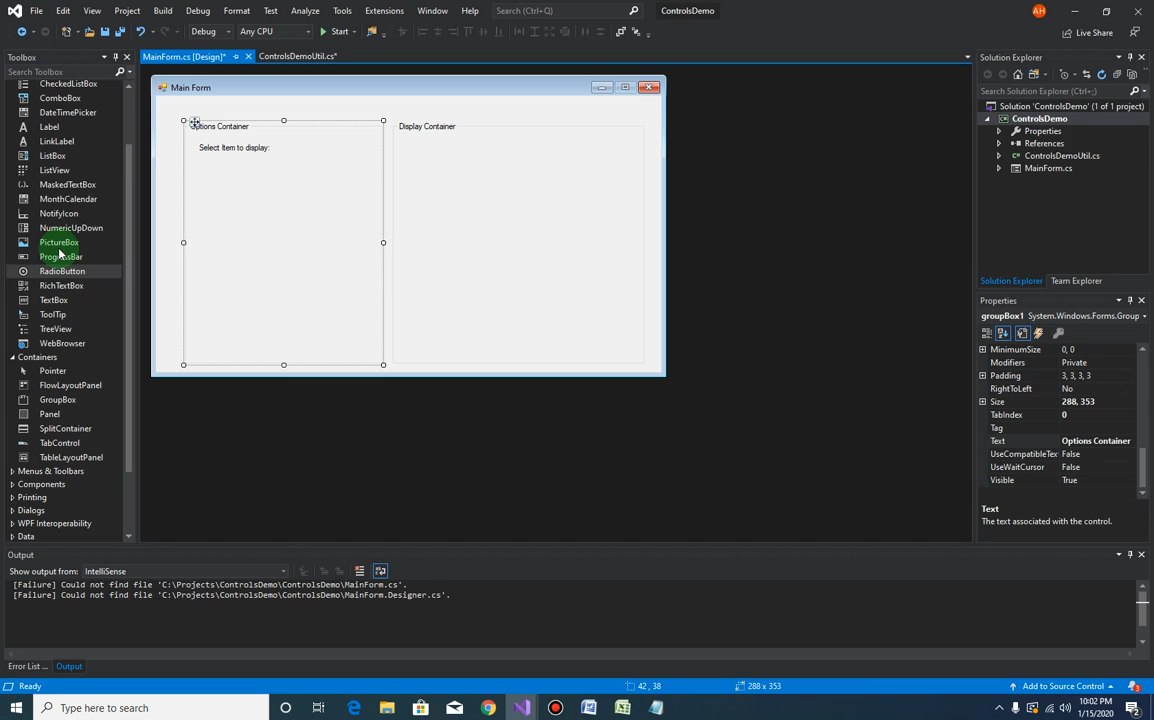 File Edit View Project Build Debug Format Test Analyze Tools Extensions Window Help Search (Ctrl+Q) ControlsDemo AH
Debug Any CPU Start Live Share
Toolbox
Search Toolbox
CheckedListBox
ComboBox
DateTimePicker
Label
LinkLabel
ListBox
ListView
MaskedTextBox
MonthCalendar
NotifyIcon
NumericUpDown
PictureBox
ProgressBar
RadioButton
RichTextBox
TextBox
ToolTip
TreeView
WebBrowser
Containers
Pointer
FlowLayoutPanel
GroupBox
Panel
SplitContainer
TabControl
TableLayoutPanel
Menus & Toolbars
Components
Printing
Dialogs
WPF Interoperability
Data
MainForm.cs [Design]* ControlsDemoUtil.cs*
Main Form
Options Container
Select Item to display:
Display Container
Solution Explorer
Search Solution Explorer (Ctrl+;)
Solution 'ControlsDemo' (1 of 1 project)
ControlsDemo
Properties
References
C# ControlsDemoUtil.cs
MainForm.cs
Solution Explorer Team Explorer
Properties
groupBox1 System.Windows.Forms.Group
MinimumSize 0, 0
Modifiers Private
Padding 3, 3, 3, 3
RightToLeft No
Size 288, 353
TabIndex 0
Tag
Text Options Container
UseCompatibleTex False
UseWaitCursor False
Visible True
Text
The text associated with the control.
Output
Show output from: IntelliSense
[Failure] Could not find file 'C:\Projects\ControlsDemo\ControlsDemo\MainForm.cs'.
[Failure] Could not find file 'C:\Projects\ControlsDemo\ControlsDemo\MainForm.Designer.cs'.
Error List ... Output
Ready 42 , 38 288 x 353 Add to Source Control 3
Type here to search
10:02 PM
1/15/2020
2